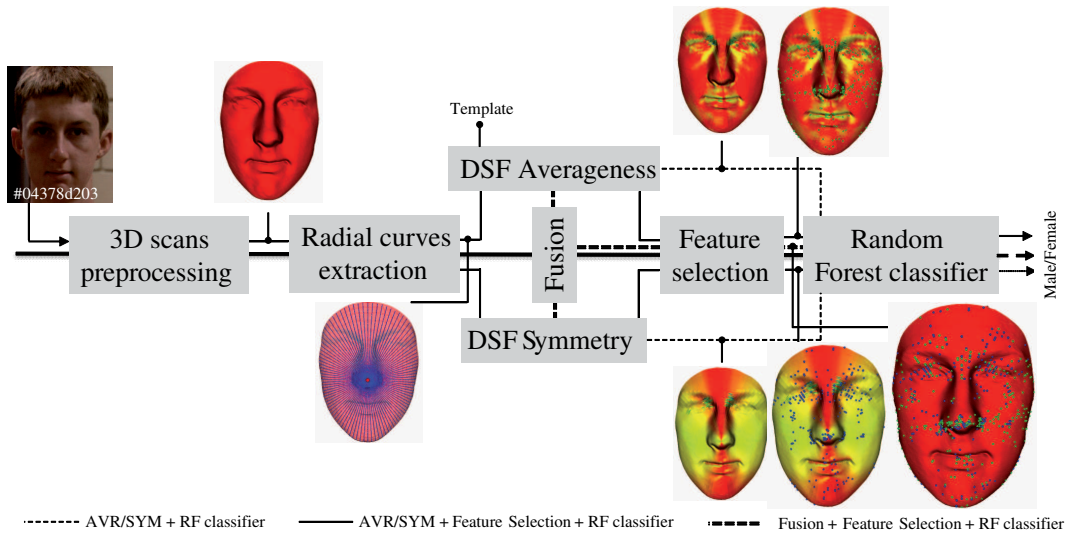 #04378d203
Template
DSF Averageness
3D scans
preprocessing
Radial curves
extraction
Fusion
Feature
selection
Random
Forest classifier
Male/Female
DSF Symmetry
AVR/SYM + RF classifier
AVR/SYM + Feature Selection + RF classifier
Fusion + Feature Selection + RF classifier